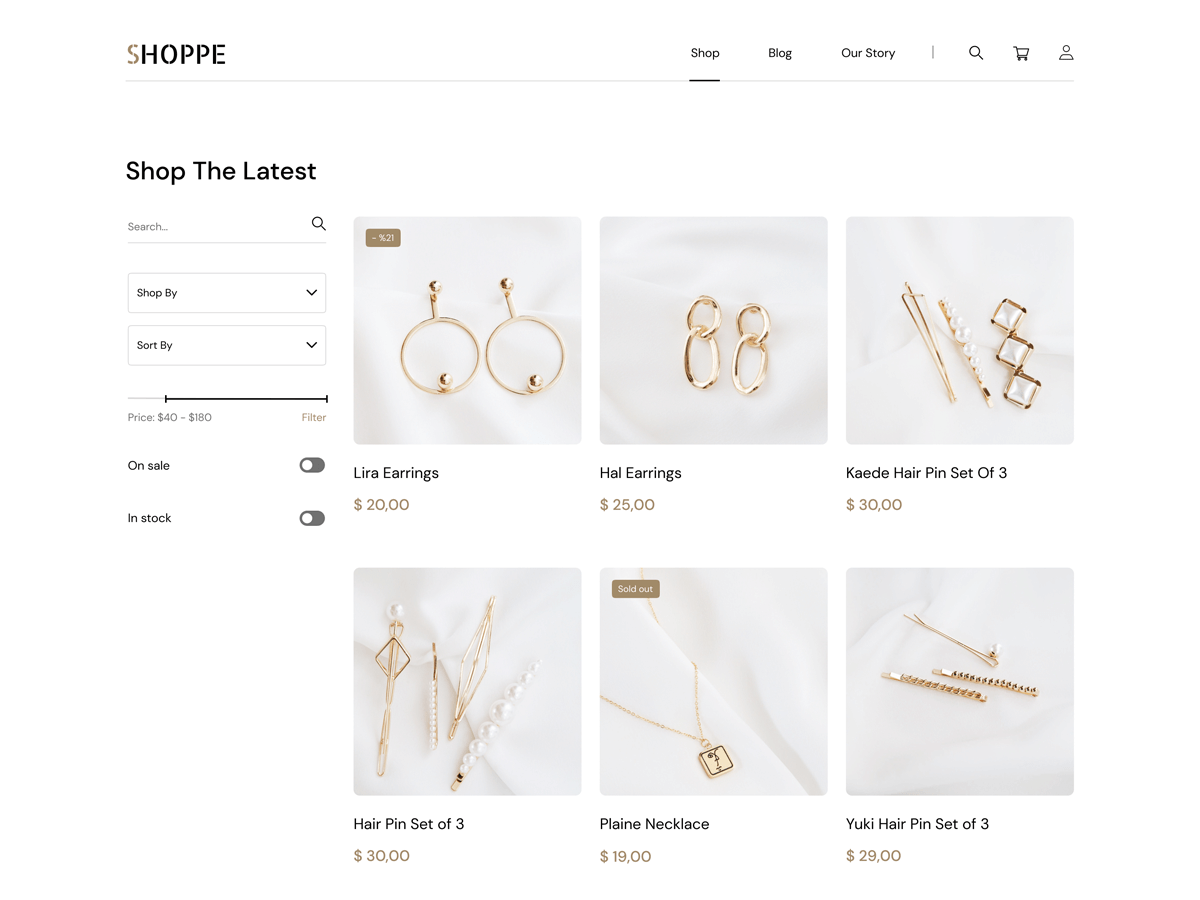 SHOPPE
Shop
Blog
Our Story
Shop The Latest
Search...
Shop By
Sort By
Price: $40 - $180
Filter
On sale
In stock
- %21
Lira Earrings
$ 20,00
Hal Earrings
$ 25,00
Kaede Hair Pin Set Of 3
$ 30,00
Hair Pin Set of 3
$ 30,00
Sold out
Plaine Necklace
$ 19,00
Yuki Hair Pin Set of 3
$ 29,00